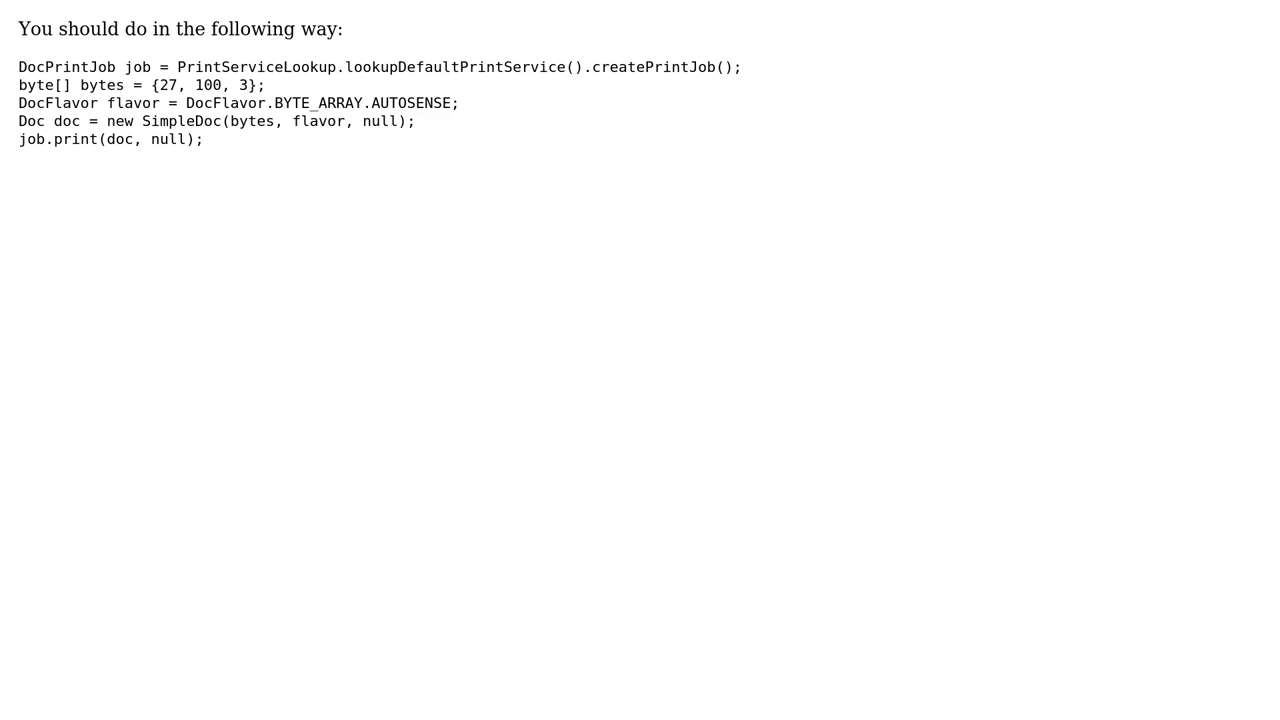 You should do in the following way:
DocPrintJob job = PrintServiceLookup.lookupDefaultPrintService().createPrintJob();
byte[] bytes = {27, 100, 3};
DocFlavor flavor = DocFlavor.BYTE_ARRAY.AUTOSENSE;
Doc doc = new SimpleDoc(bytes, flavor, null);
job.print(doc, null);